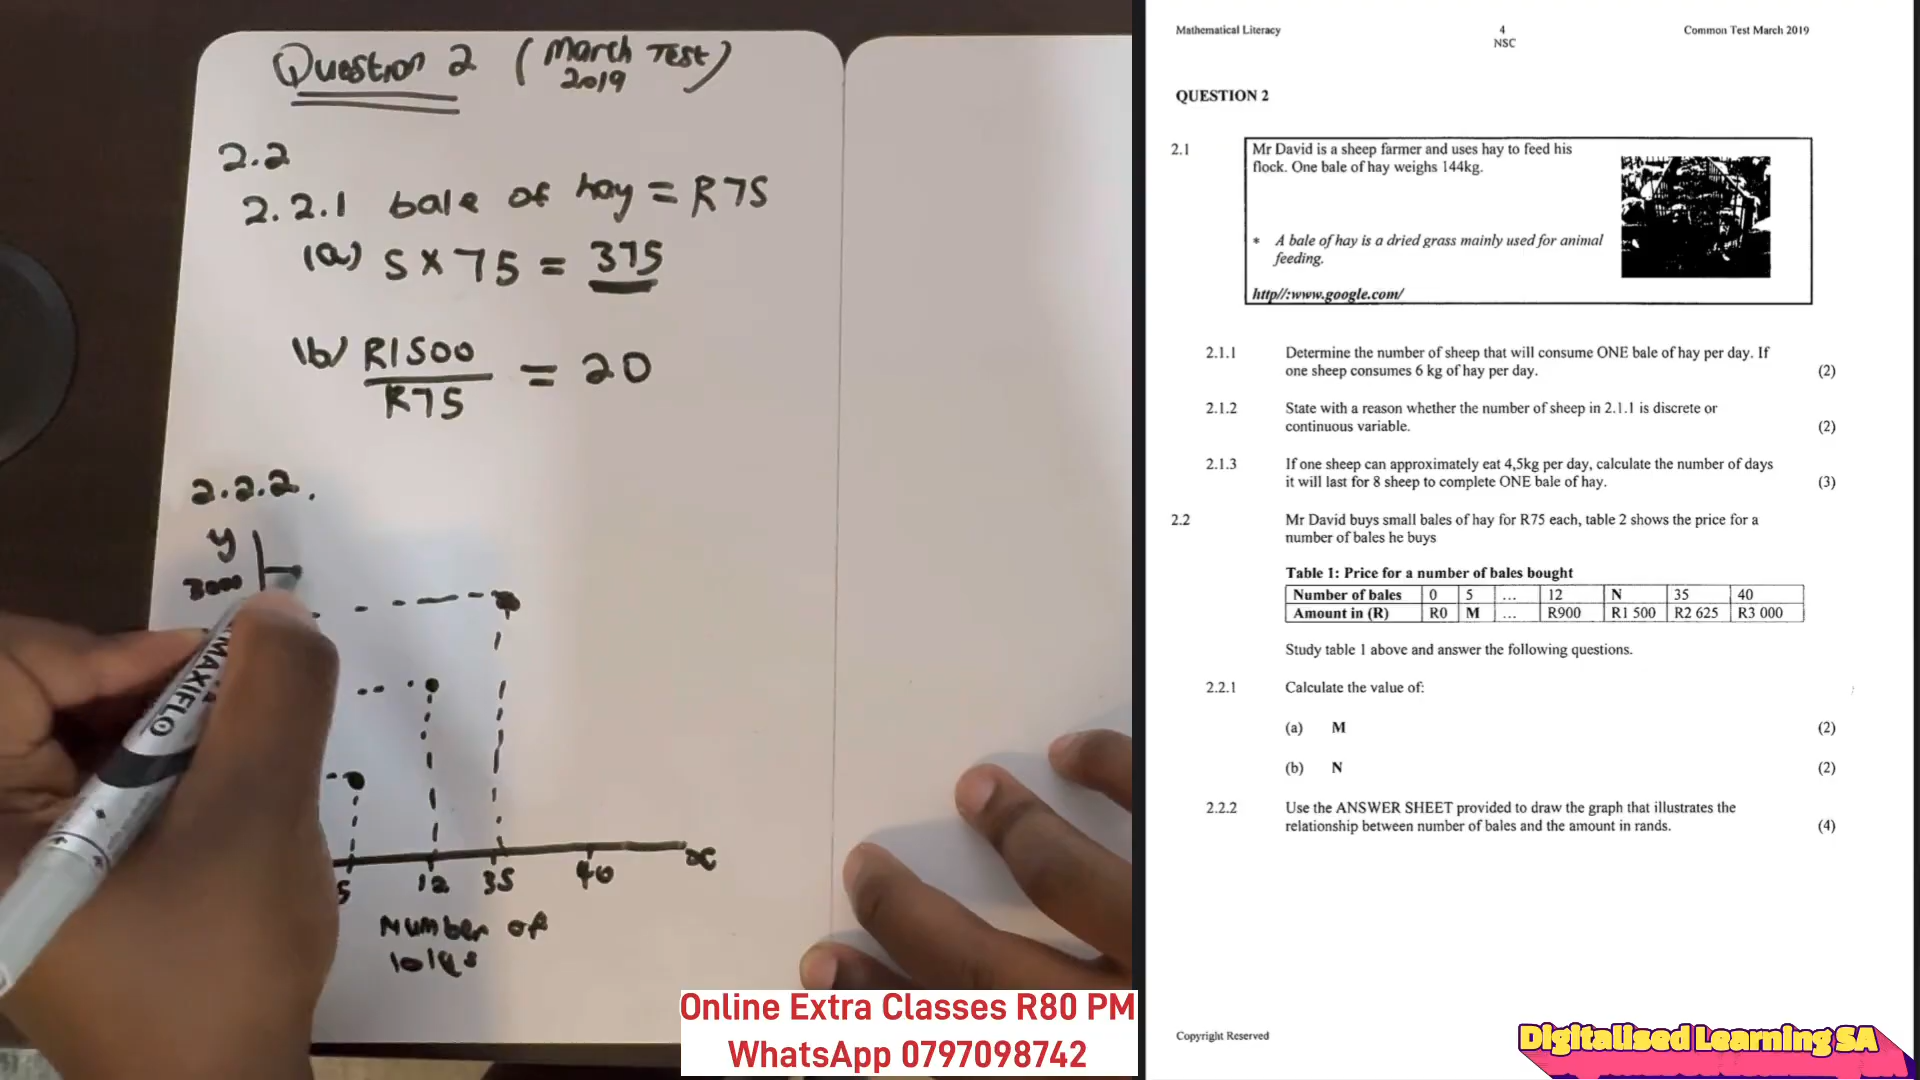 Question 2 (March Test)
2019
2.2
2.2.1 bale of hay = R75
(a) 5 x 75 = 375
(b) R1500
R75
= 20
2.2.2.
y
3000
5 12 35 40 x
Number of
MAXIFLO
Online Extra Classes R80 PM
WhatsApp 0797098742
Mathematical Literacy 4 Common Test March 2019
NSC
QUESTION 2
2.1 Mr David is a sheep farmer and uses hay to feed his
flock. One bale of hay weighs 144kg.
* A bale of hay is a dried grass mainly used for animal
feeding.
http//:www.google.com/
2.1.1 Determine the number of sheep that will consume ONE bale of hay per day. If
one sheep consumes 6 kg of hay per day. (2)
2.1.2 State with a reason whether the number of sheep in 2.1.1 is discrete or
continuous variable. (2)
2.1.3 If one sheep can approximately eat 4,5kg per day, calculate the number of days
it will last for 8 sheep to complete ONE bale of hay. (3)
2.2 Mr David buys small bales of hay for R75 each, table 2 shows the price for a
number of bales he buys
Table 1: Price for a number of bales bought
Number of bales 0 5 ... 12 N 35 40
Amount in (R) R0 M ... R900 R1 500 R2 625 R3 000
Study table 1 above and answer the following questions.
2.2.1 Calculate the value of:
(a) M (2)
(b) N (2)
2.2.2 Use the ANSWER SHEET provided to draw the graph that illustrates the
relationship between number of bales and the amount in rands. (4)
Copyright Reserved
Digitalised Learning SA